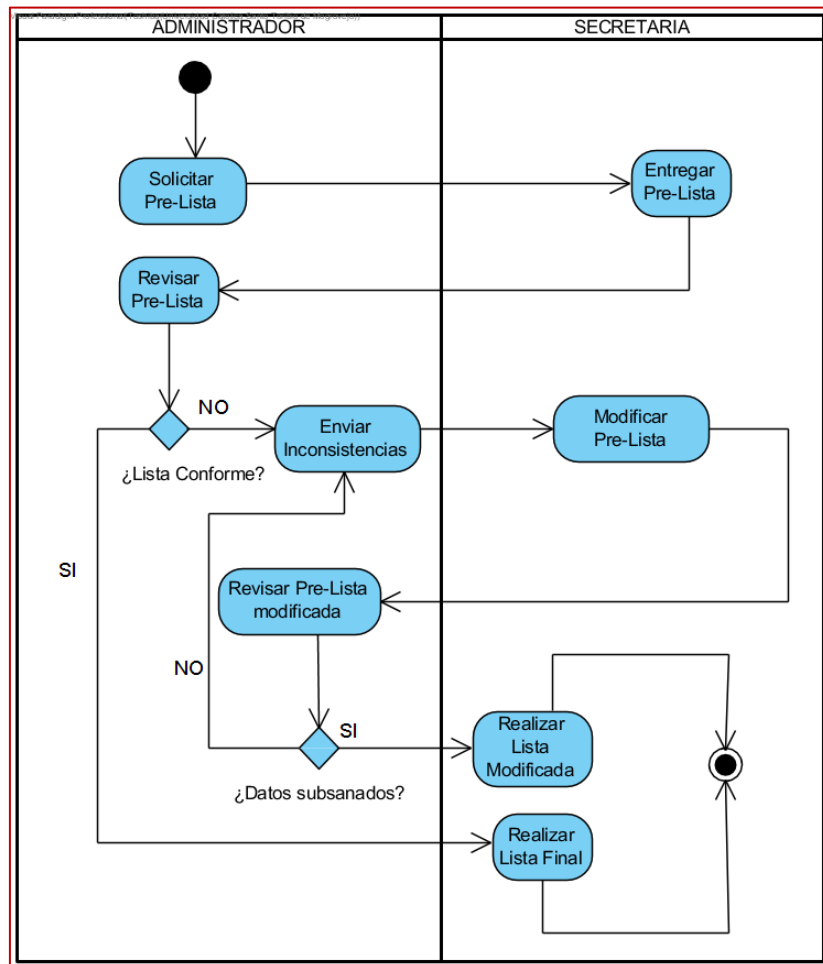 ADMINISTRADOR
SECRETARIA
Solicitar
Pre-Lista
Entregar
Pre-Lista
Revisar
Pre-Lista
NO
¿Lista Conforme?
Enviar
Inconsistencias
Modificar
Pre-Lista
SI
Revisar Pre-Lista
modificada
NO
SI
¿Datos subsanados?
Realizar
Lista
Modificada
Realizar
Lista Final